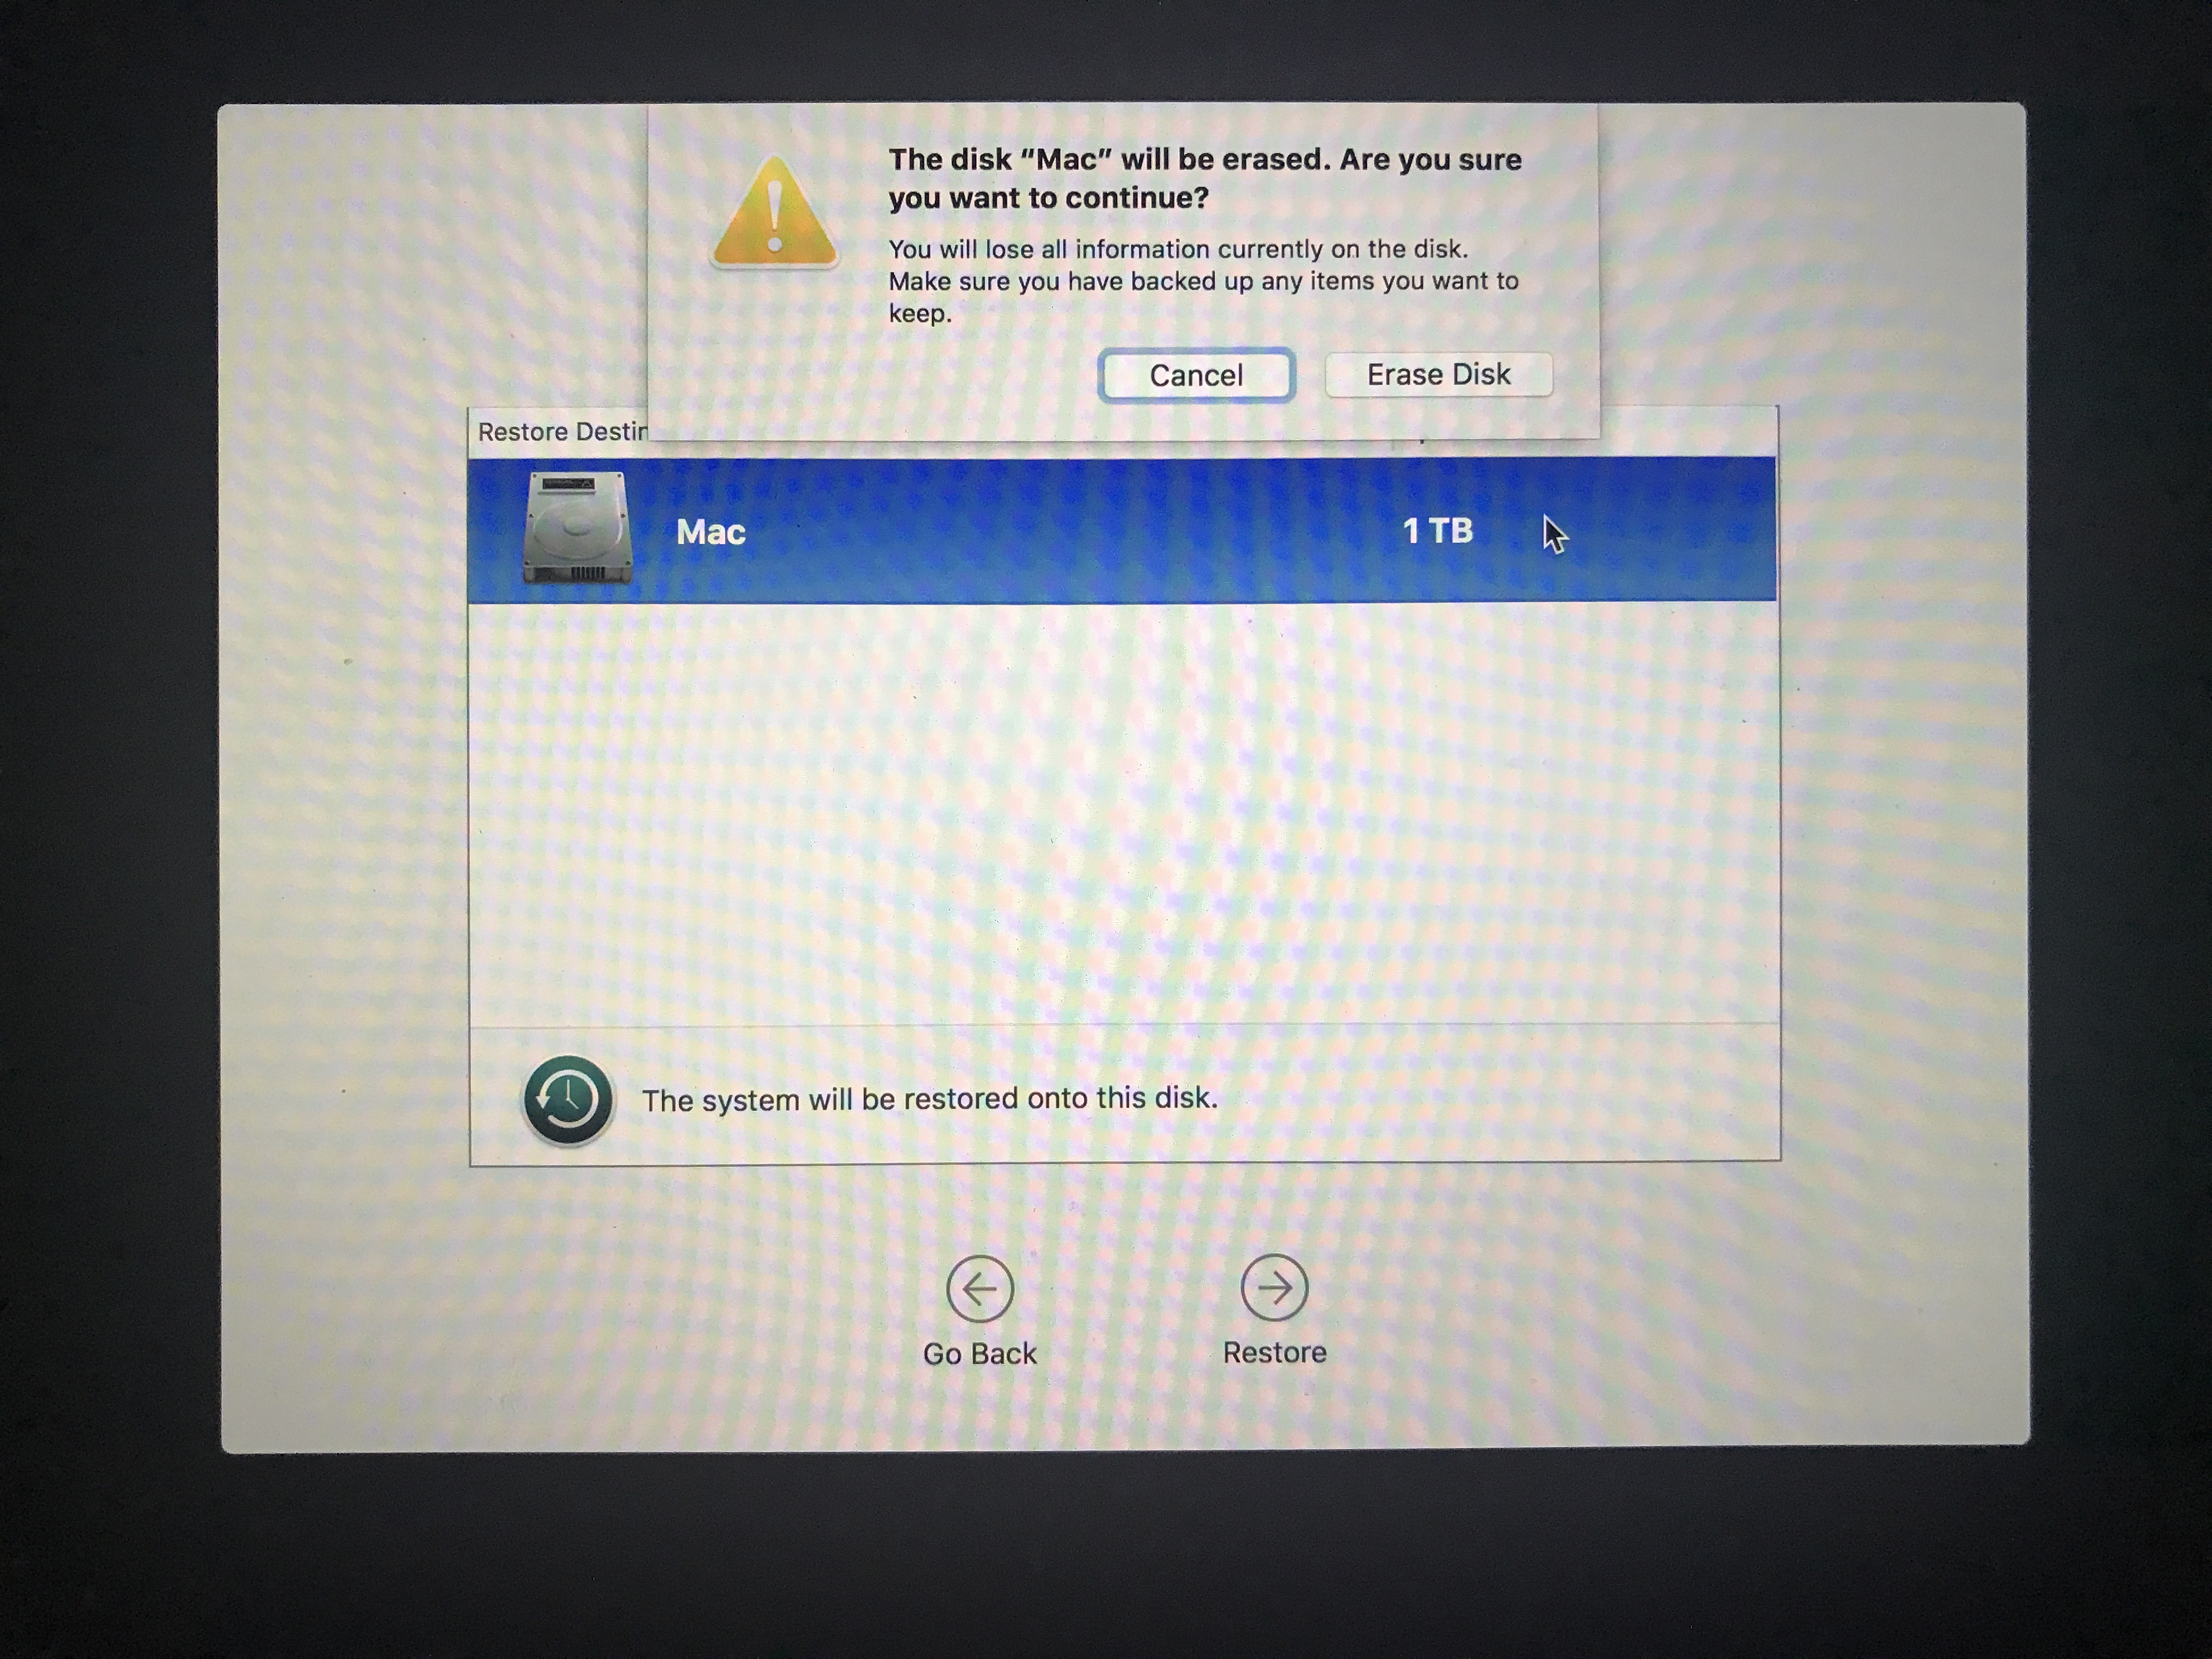 The disk “Mac” will be erased. Are you sure
you want to continue?
You will lose all information currently on the disk.
Make sure you have backed up any items you want to
keep.
Cancel Erase Disk
Restore
Mac 1 TB
The system will be restored onto this disk.
Go Back Restore